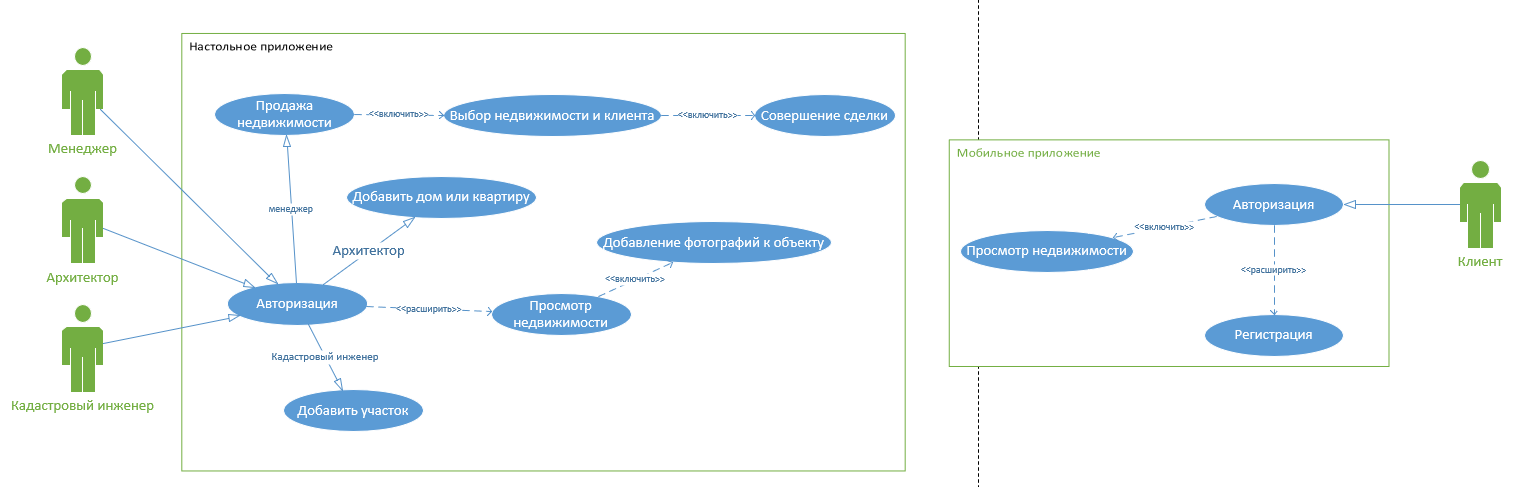 Настольное приложение
Менеджер
Архитектор
Кадастровый инженер
Продажа
недвижимости
<<включить>>
Выбор недвижимости и клиента
<<включить>>
Совершение сделки
менеджер
Добавить дом или квартиру
Архитектор
Добавление фотографий к объекту
<<включить>>
Авторизация
<<расширить>>
Просмотр
недвижимости
Кадастровый инженер
Добавить участок
Мобильное приложение
Авторизация
<<включить>>
Просмотр недвижимости
<<расширить>>
Регистрация
Клиент